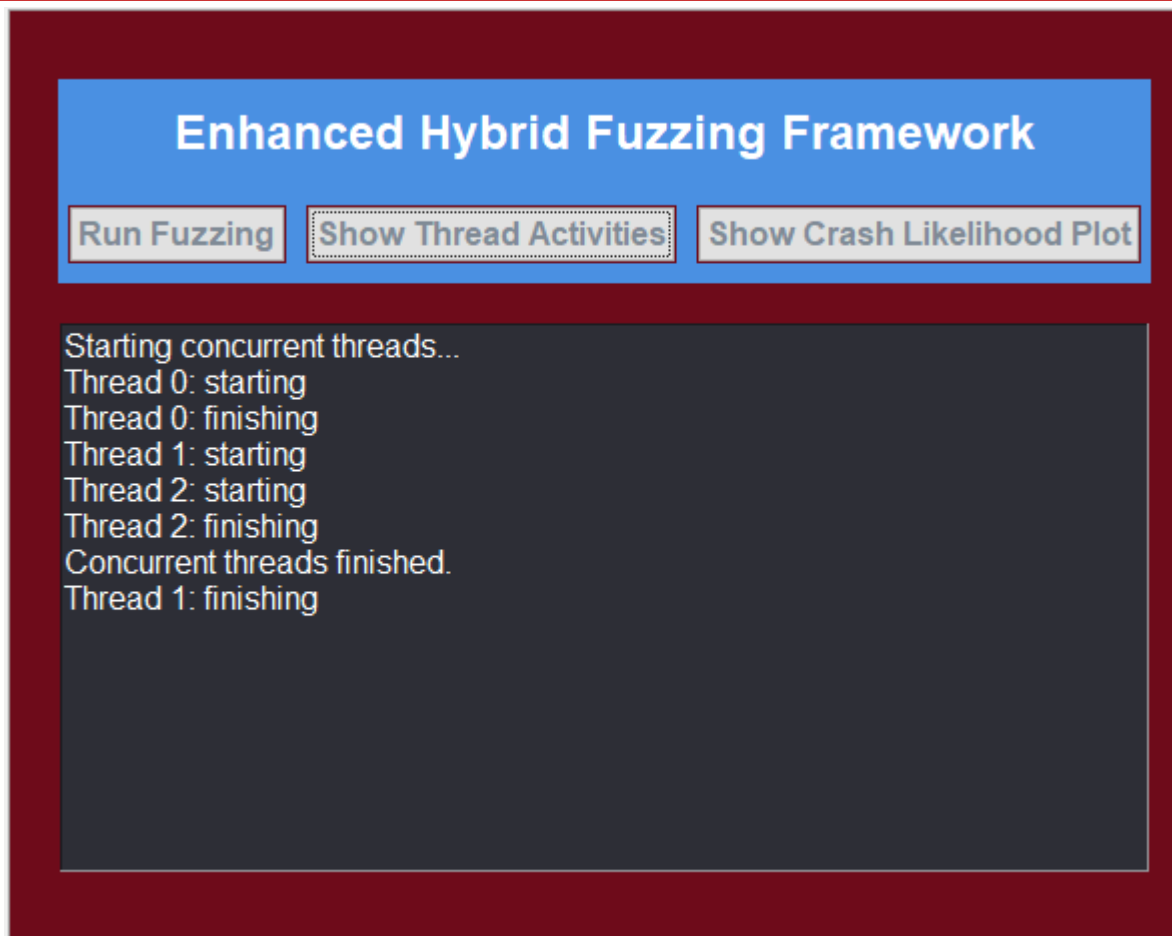 Enhanced Hybrid Fuzzing Framework
Run Fuzzing Show Thread Activities Show Crash Likelihood Plot
Starting concurrent threads...
Thread 0: starting
Thread 0: finishing
Thread 1: starting
Thread 2: starting
Thread 2: finishing
Concurrent threads finished.
Thread 1: finishing